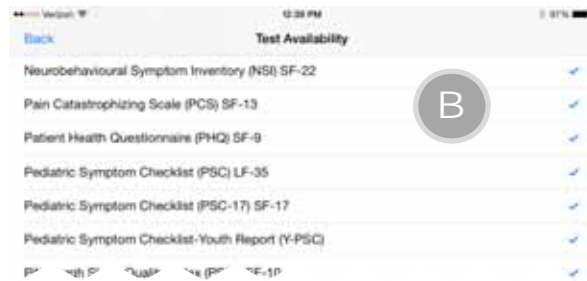 Verizon 12:28 PM 97%
Back Test Availability
Neurobehavioural Symptom Inventory (NSI) SF-22
Pain Catastrophizing Scale (PCS) SF-13
B
Patient Health Questionnaire (PHQ) SF-9
Pediatric Symptom Checklist (PSC) LF-35
Pediatric Symptom Checklist (PSC-17) SF-17
Pediatric Symptom Checklist-Youth Report (Y-PSC)